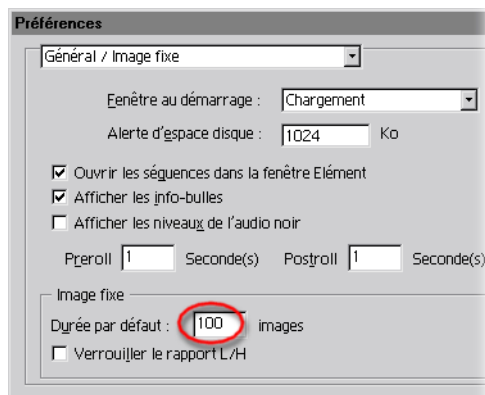 Préférences
Général / Image fixe
Fenêtre au démarrage : Chargement
Alerte d'espace disque : 1024 Ko
Ouvrir les séquences dans la fenêtre Elément
Afficher les info-bulles
Afficher les niveaux de l'audio noir
Preroll 1 Seconde(s) Postroll 1 Seconde(s)
Image fixe
Durée par défaut : 100 images
Verrouiller le rapport L/H